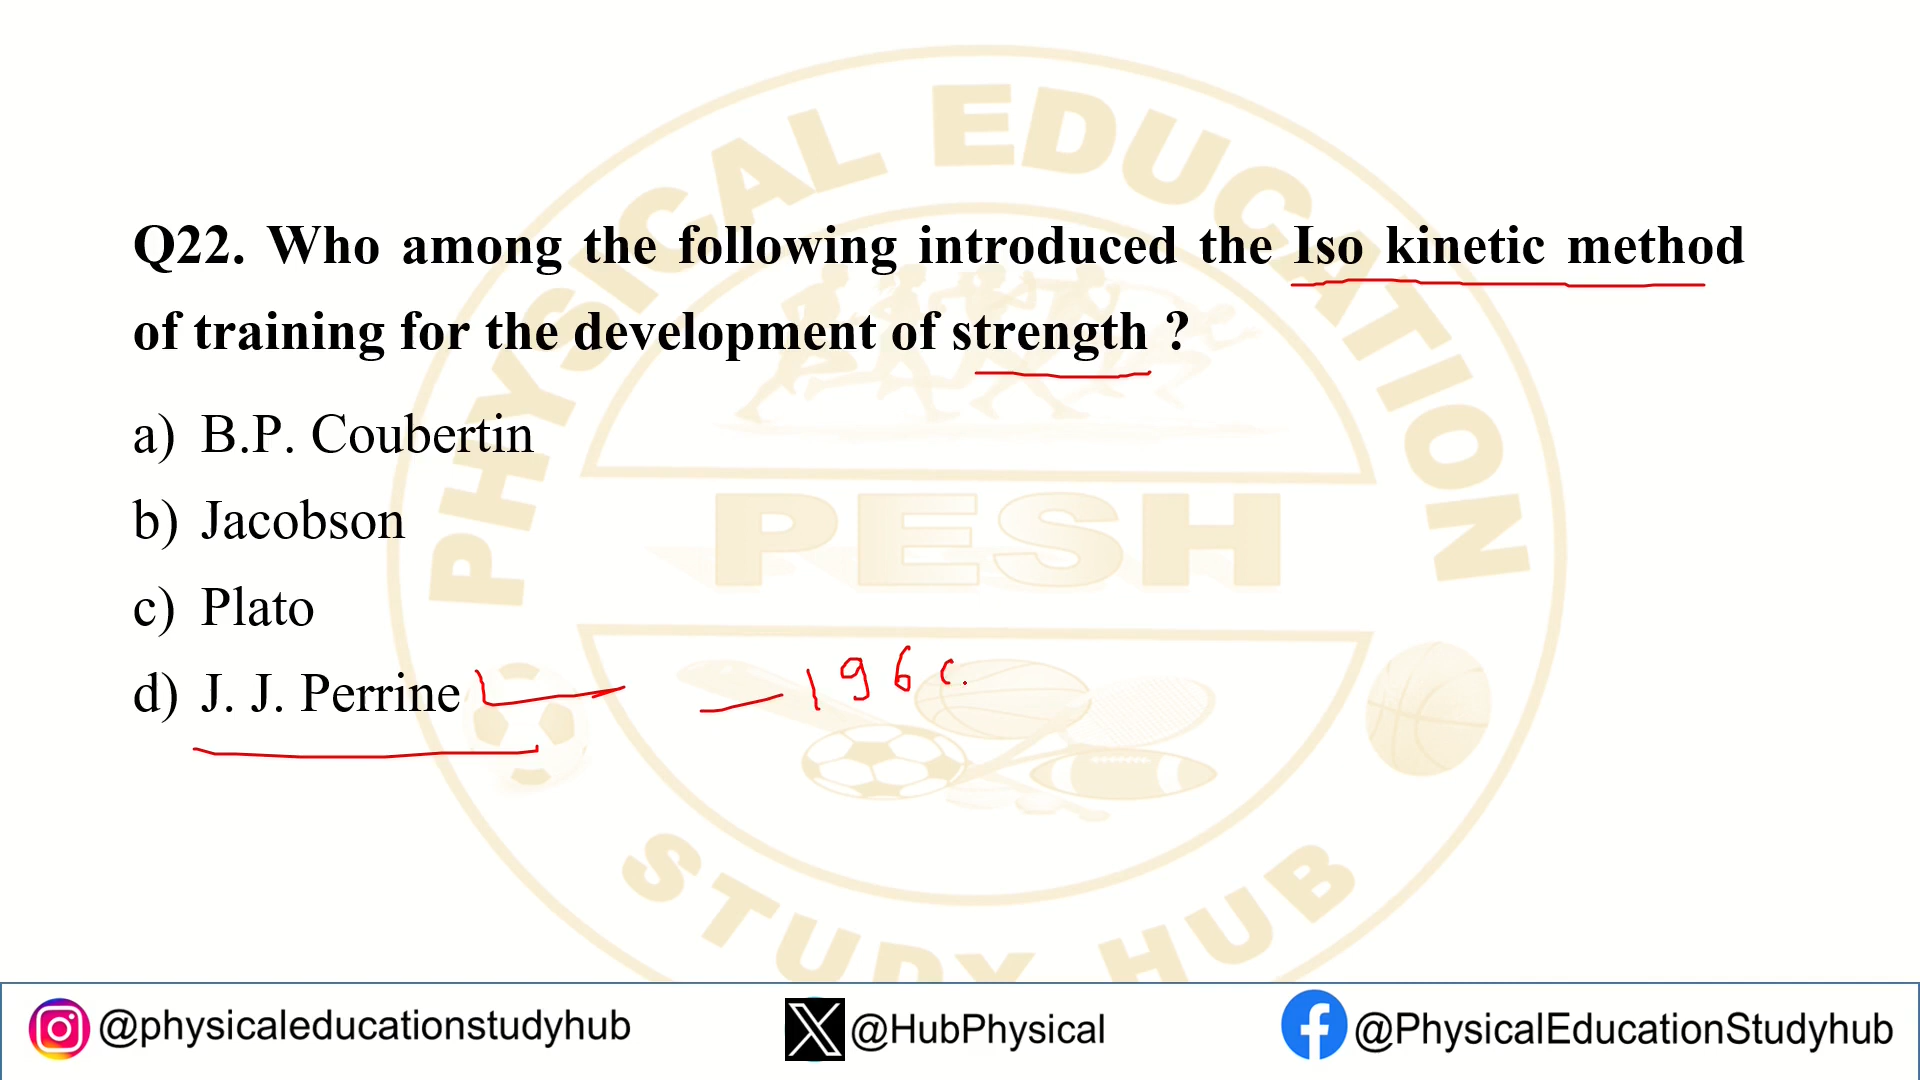 PHYSICAL EDUCATION
Q22. Who among the following introduced the Iso kinetic method
of training for the development of strength ?
a) B.P. Coubertin
b) Jacobson
PESH
c) Plato
d) J. J. Perrine
STUDY HUB
@physicaleducationstudyhub
@HubPhysical
@PhysicalEducationStudyhub